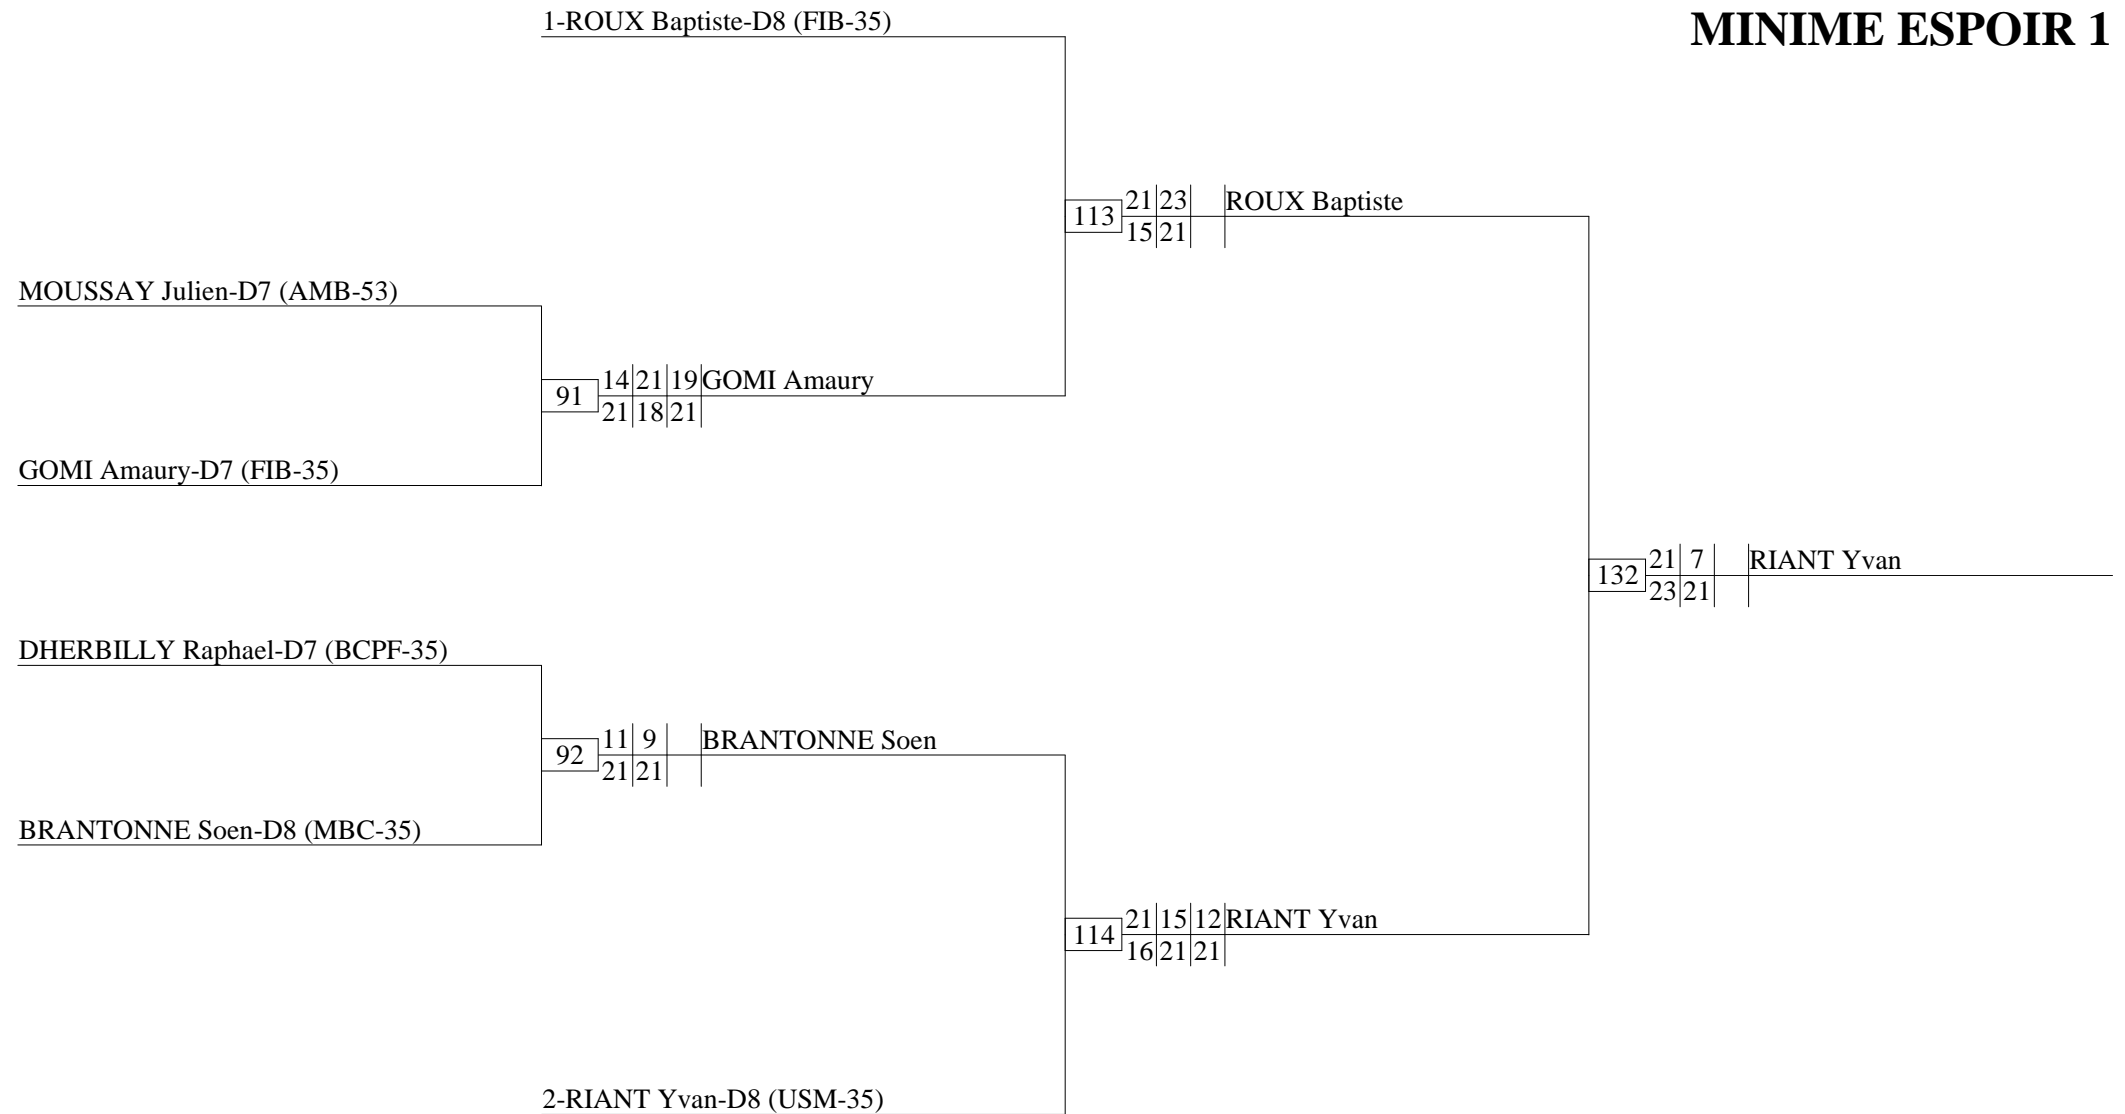 1-ROUX Baptiste-D8 (FIB-35)
MINIME ESPOIR 1
113 21 23 ROUX Baptiste
15 21
MOUSSAY Julien-D7 (AMB-53)
91 14 21 19 GOMI Amaury
21 18 21
GOMI Amaury-D7 (FIB-35)
132 21 7 RIANT Yvan
23 21
DHERBILLY Raphael-D7 (BCPF-35)
92 11 9 BRANTONNE Soen
21 21
BRANTONNE Soen-D8 (MBC-35)
114 21 15 12 RIANT Yvan
16 21 21
2-RIANT Yvan-D8 (USM-35)